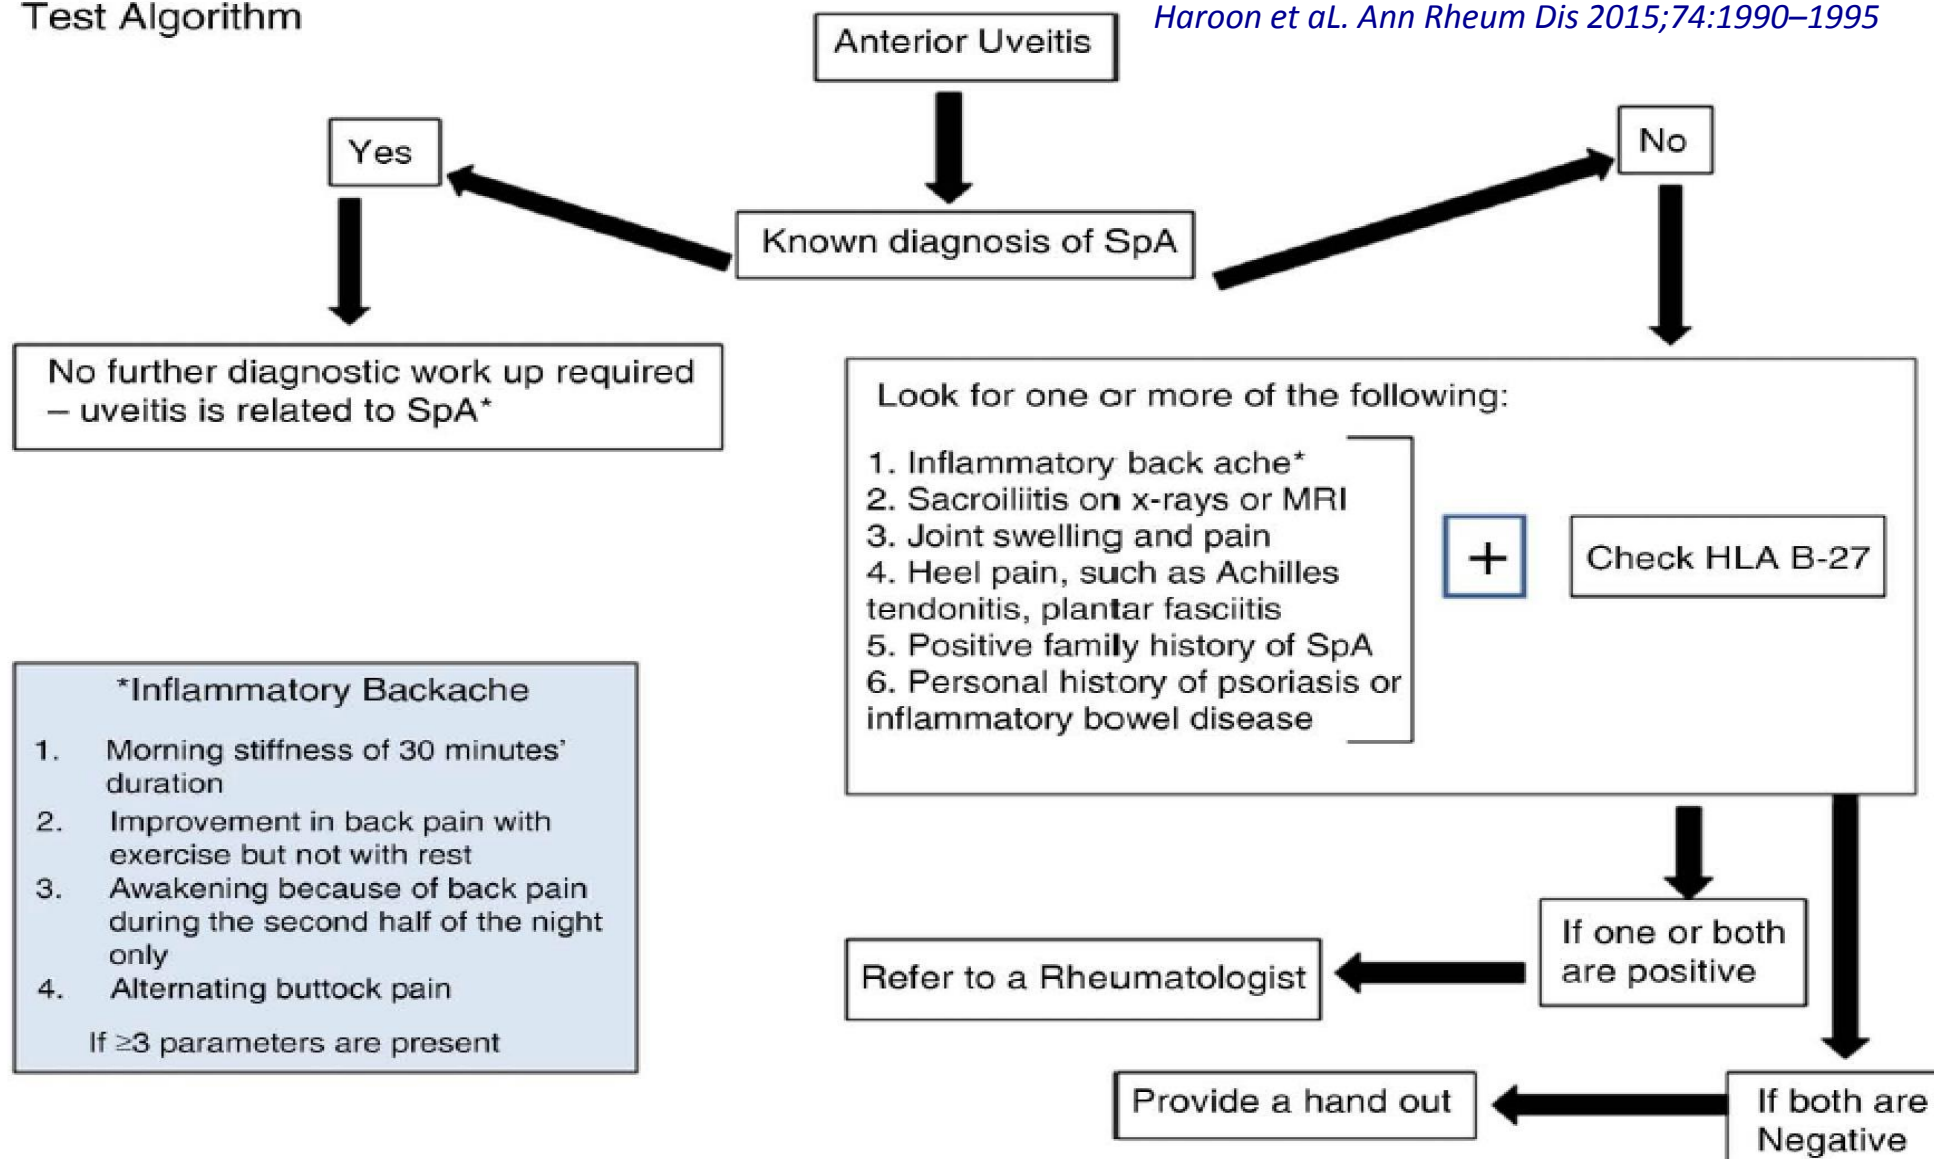 Test Algorithm
Haroon et aL. Ann Rheum Dis 2015;74:1990–1995
Anterior Uveitis
Yes
No
Known diagnosis of SpA
No further diagnostic work up required
– uveitis is related to SpA*
Look for one or more of the following:
1. Inflammatory back ache*
2. Sacroiliitis on x-rays or MRI
3. Joint swelling and pain
4. Heel pain, such as Achilles
tendonitis, plantar fasciitis
5. Positive family history of SpA
6. Personal history of psoriasis or
inflammatory bowel disease
+
Check HLA B-27
*Inflammatory Backache
1. Morning stiffness of 30 minutes’
duration
2. Improvement in back pain with
exercise but not with rest
3. Awakening because of back pain
during the second half of the night
only
4. Alternating buttock pain
If ≥3 parameters are present
If one or both
are positive
Refer to a Rheumatologist
Provide a hand out
If both are
Negative